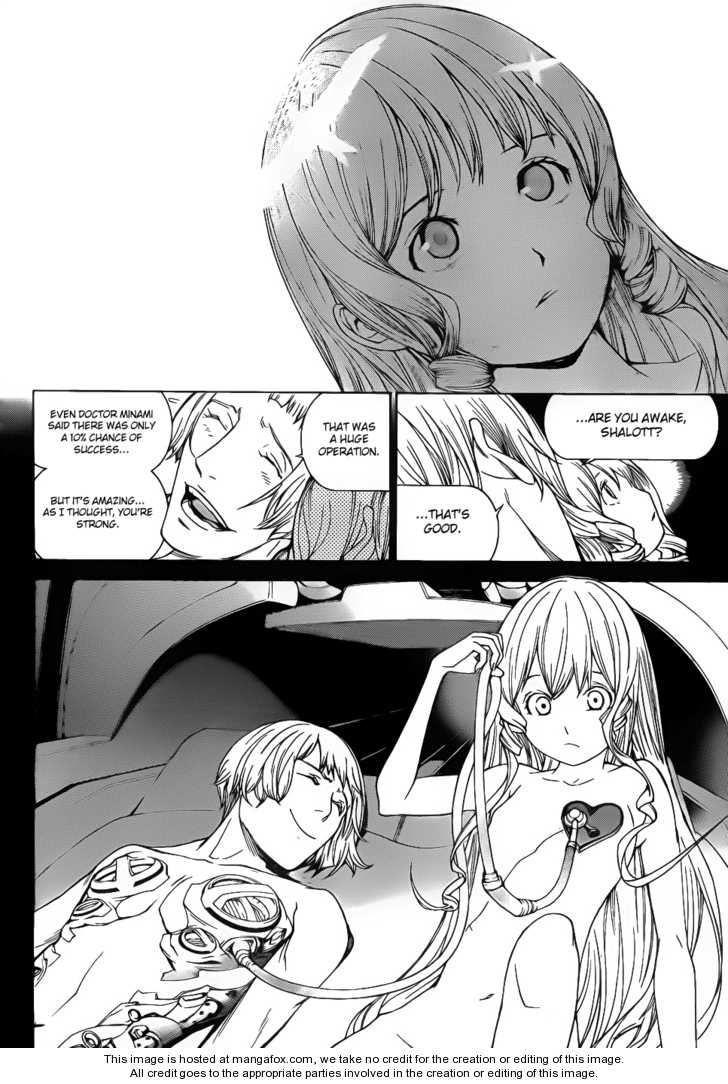 ...ARE YOU AWAKE,
SHALOTT?
...THAT'S
GOOD.
THAT WAS
A HUGE
OPERATION.
EVEN DOCTOR MINAMI
SAID THERE WAS ONLY
A 10% CHANCE OF
SUCCESS...
BUT IT'S AMAZING...
AS I THOUGHT, YOU'RE
STRONG.
This image is hosted at mangafox.com, we take no credit for the creation or editing of this image.
All credit goes to the appropriate parties involved in the creation or editing of this image.